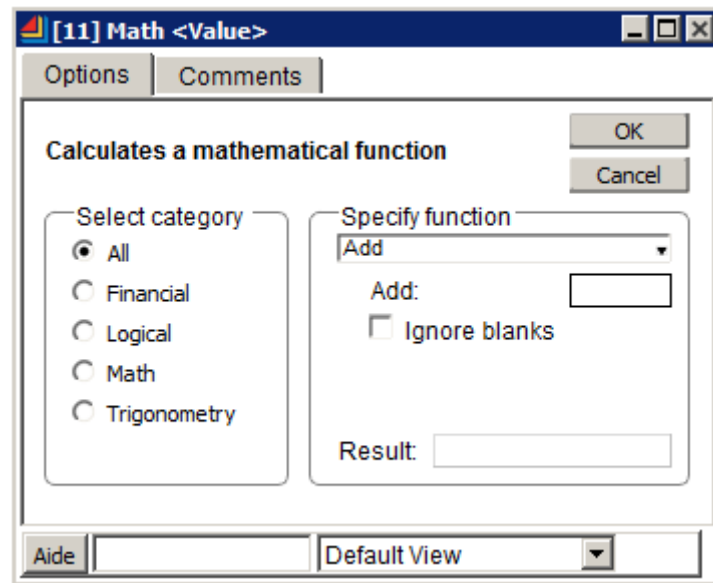 [11] Math <Value>
Options Comments
OK
Calculates a mathematical function
Cancel
Select category
All
Financial
Logical
Math
Trigonometry
Specify function
Add
Add:
Ignore blanks
Result:
Aide Default View